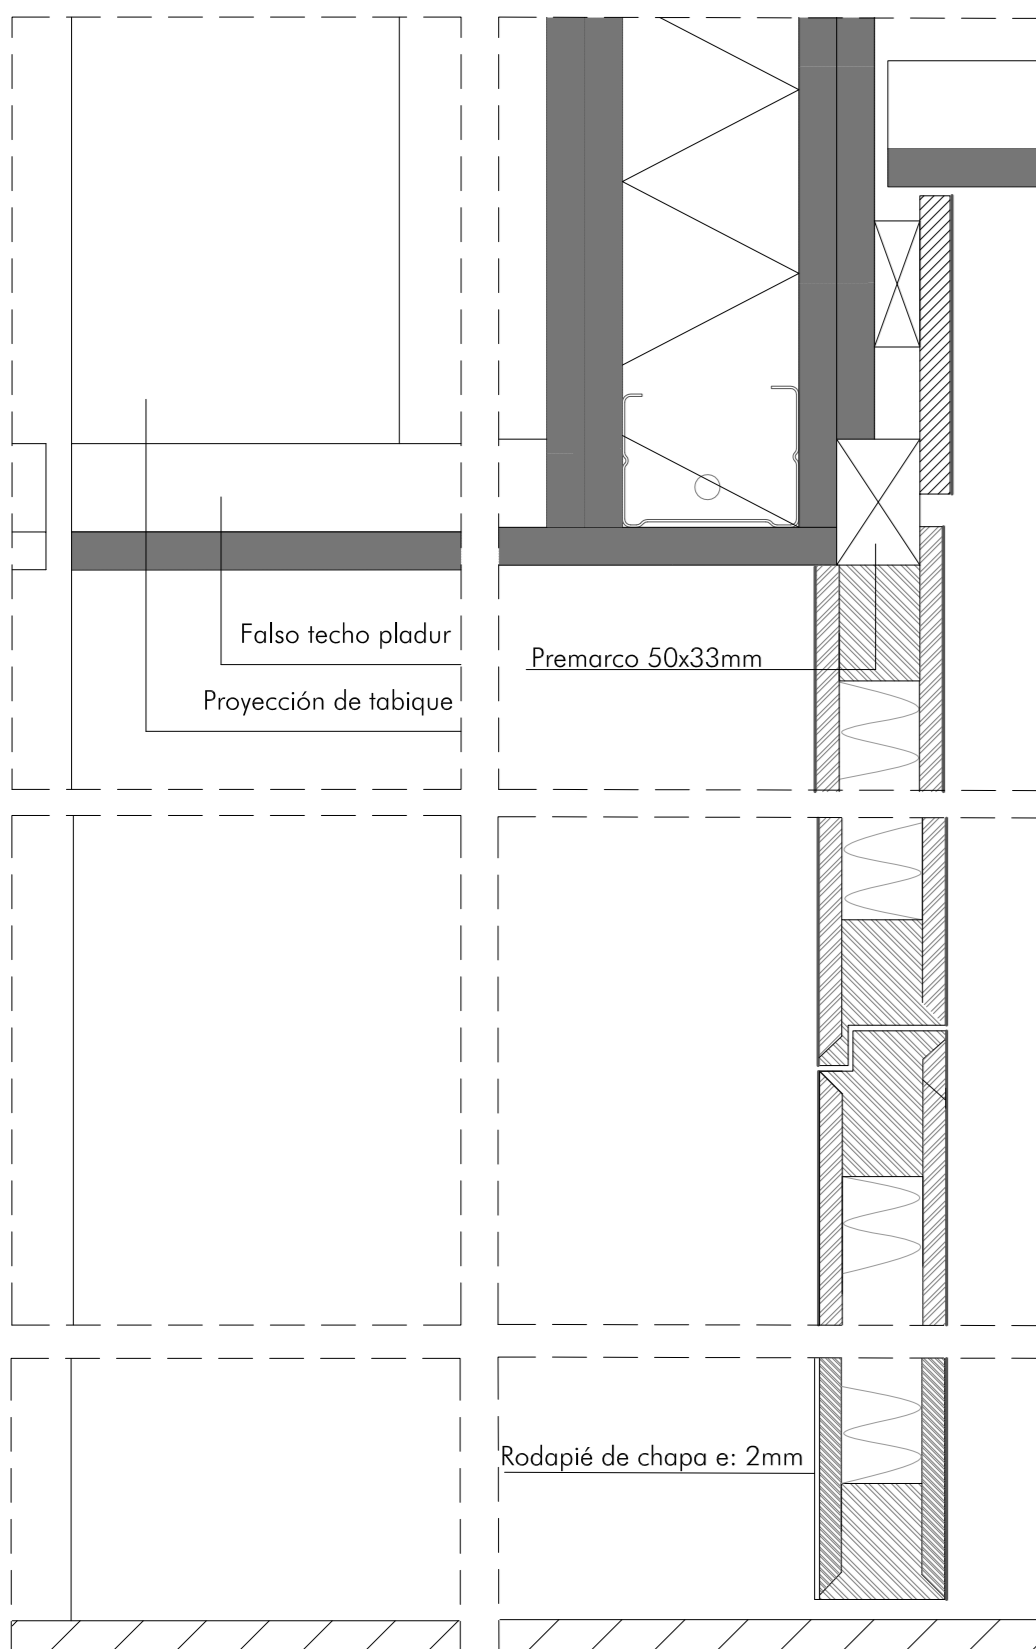 Falso techo pladur
Premarco 50x33mm
Proyección de tabique
Rodapié de chapa e: 2mm